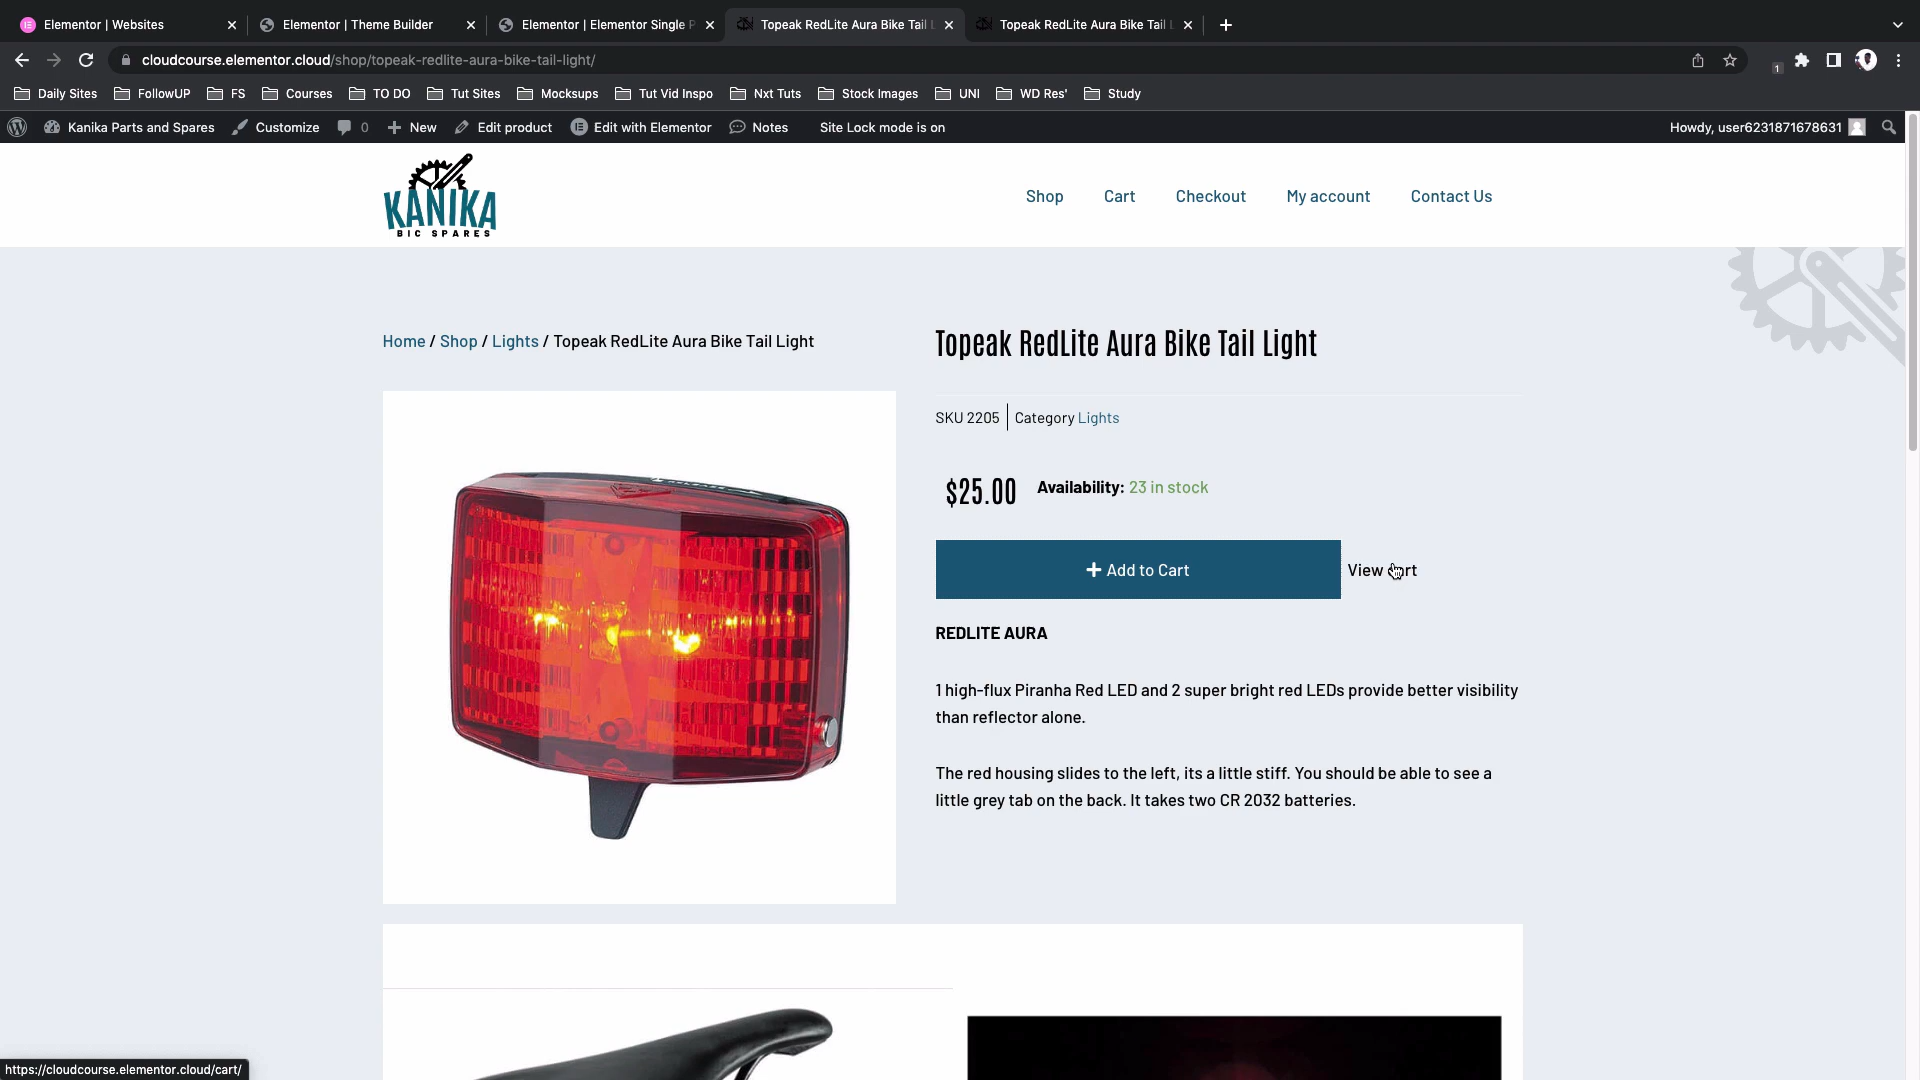 Elementor | Websites
Elementor | Theme Builder
Elementor | Elementor Single P
Topeak RedLite Aura Bike Tail L
Topeak RedLite Aura Bike Tail L
cloudcourse.elementor.cloud/shop/topeak-redlite-aura-bike-tail-light/
1
Daily Sites
FollowUP
FS
Courses
TO DO
Tut Sites
Mocksups
Tut Vid Inspo
Nxt Tuts
Stock Images
UNI
WD Res'
Study
Kanika Parts and Spares
Customize
0
New
Edit product
Edit with Elementor
Notes
Site Lock mode is on
Howdy, user6231871678631
KANIKA
BIC SPARES
Shop
Cart
Checkout
My account
Contact Us
Home / Shop / Lights / Topeak RedLite Aura Bike Tail Light
Topeak RedLite Aura Bike Tail Light
SKU 2205
Category Lights
$25.00
Availability: 23 in stock
+ Add to Cart
View cart
REDLITE AURA
1 high-flux Piranha Red LED and 2 super bright red LEDs provide better visibility
than reflector alone.
The red housing slides to the left, its a little stiff. You should be able to see a
little grey tab on the back. It takes two CR 2032 batteries.
https://cloudcourse.elementor.cloud/cart/